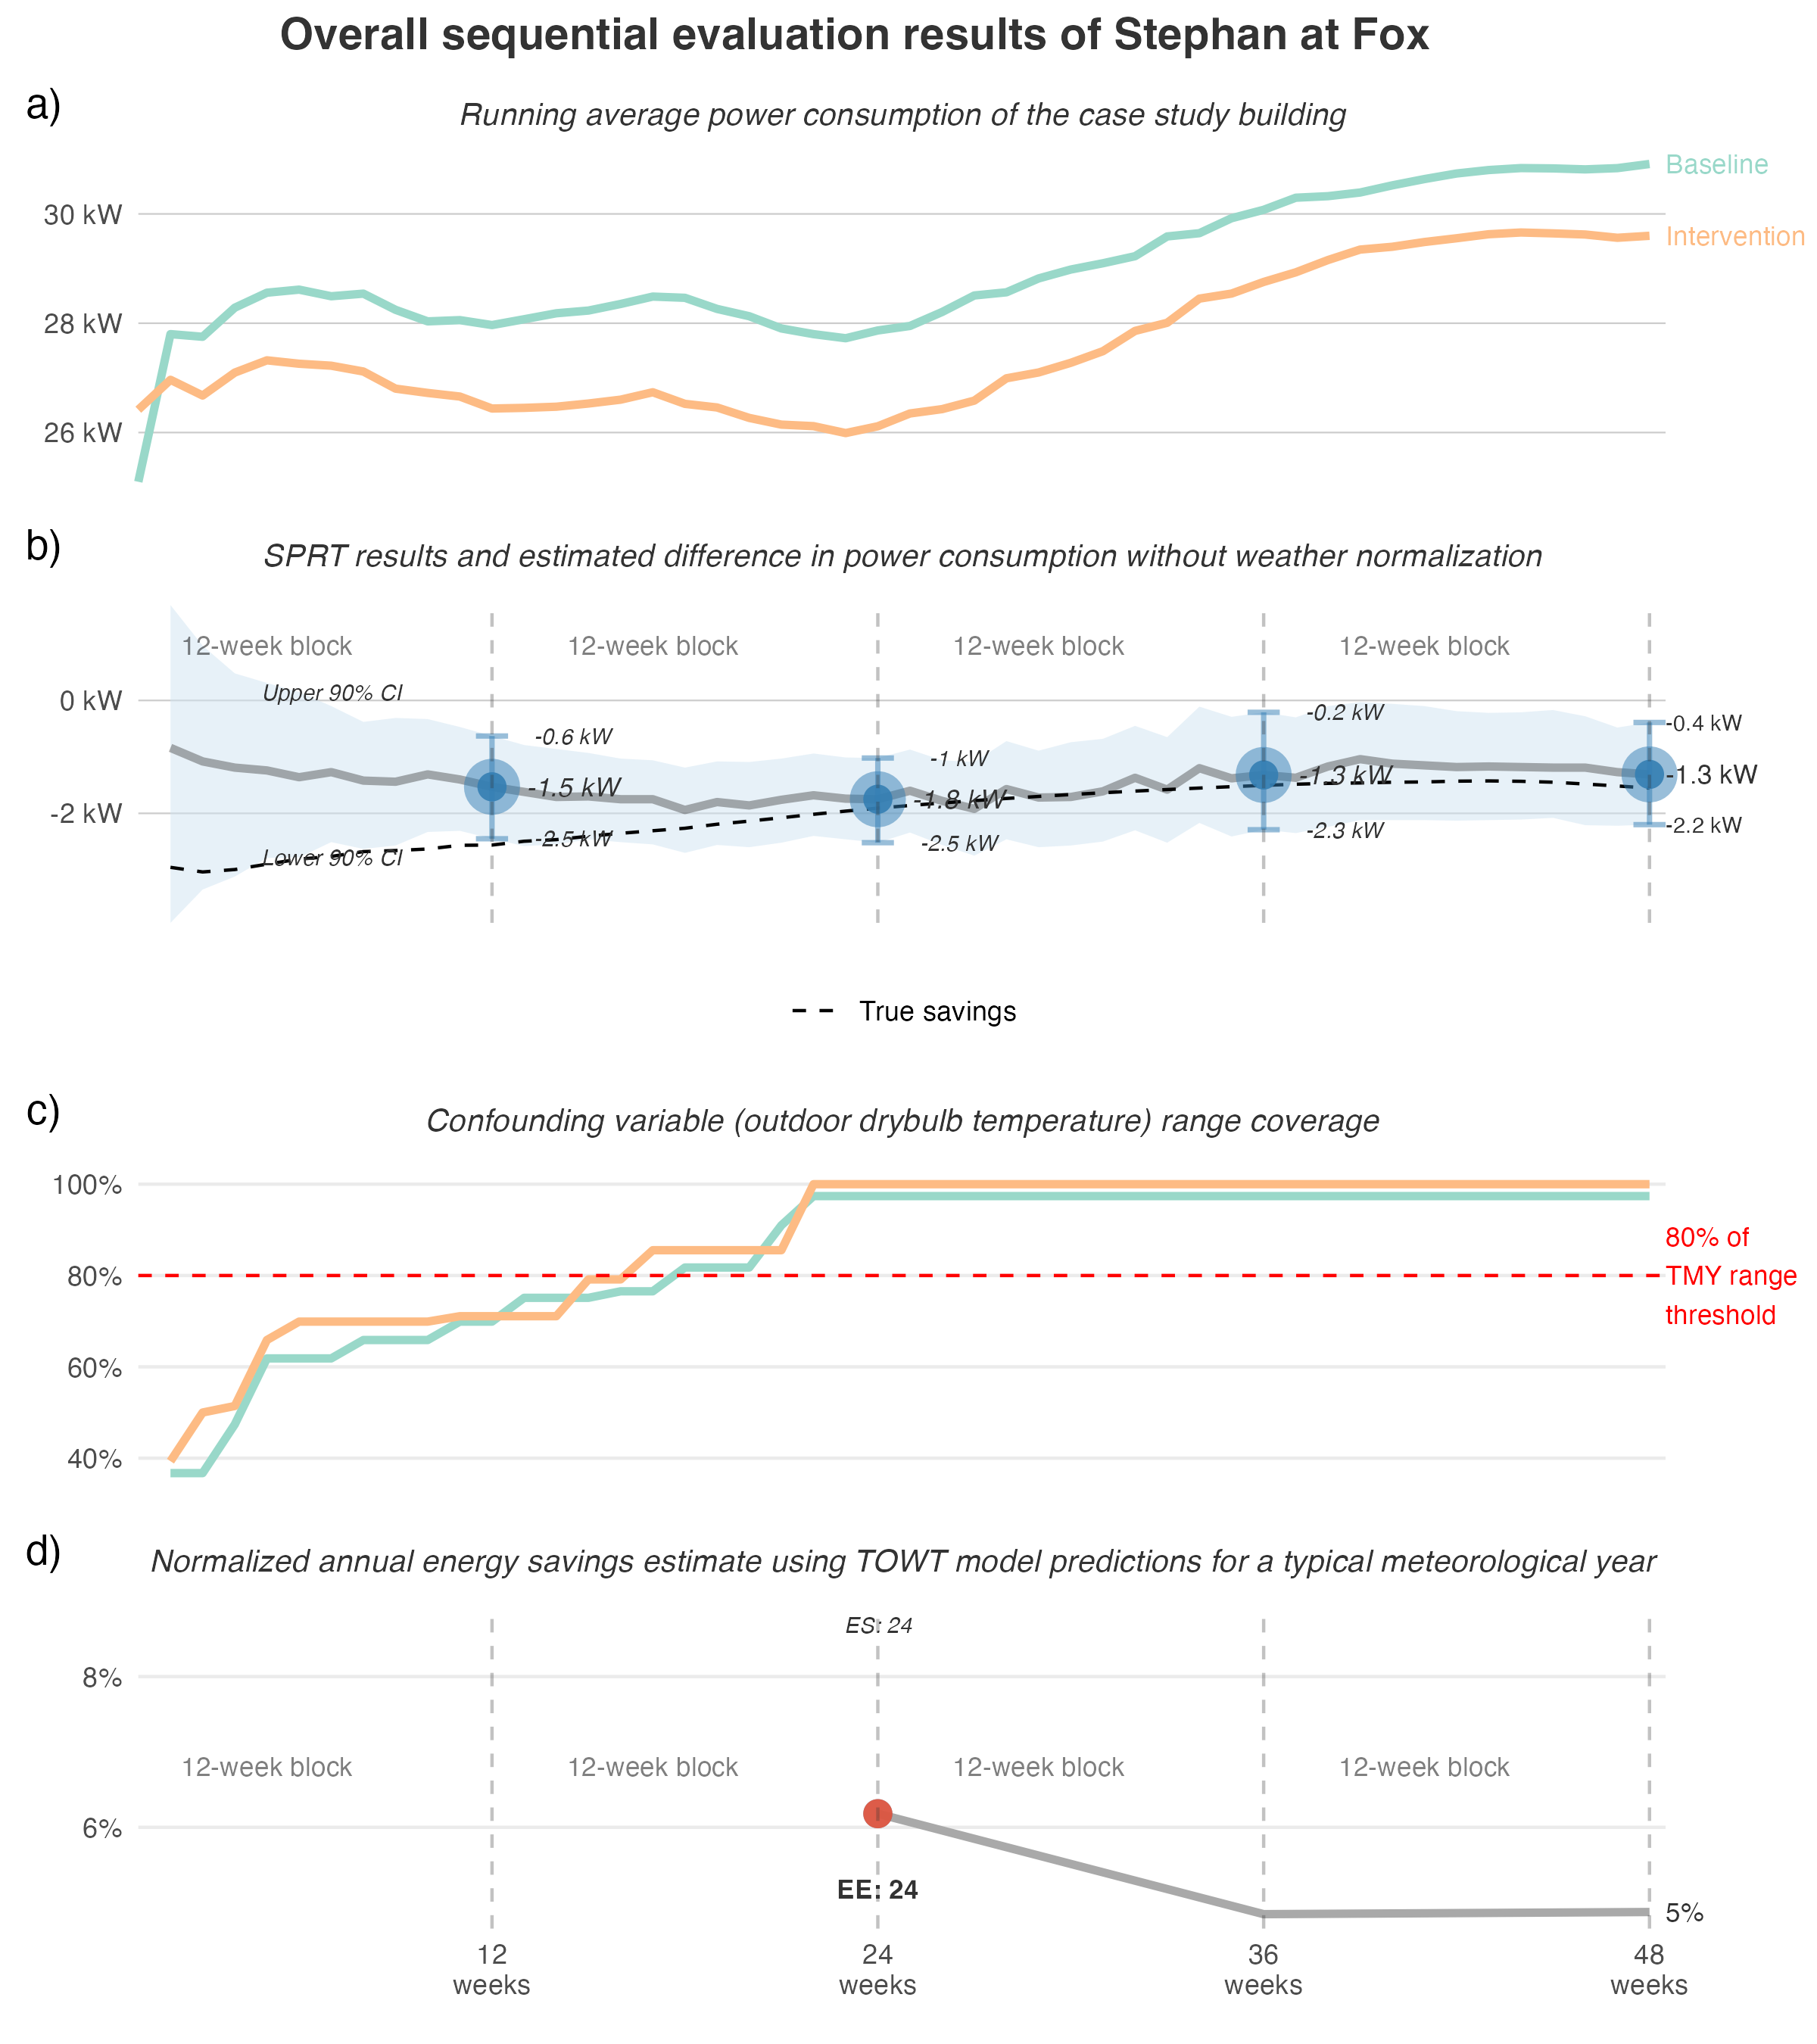 Overall sequential evaluation results of Stephan at Fox
a)
Running average power consumption of the case study building
Baseline
30 kW
Intervention
28 kW
26 kW
b)
SPRT results and estimated difference in power consumption without weather normalization
12-week block 12-week block 12-week block 12-week block
Upper 90% CI
0 kW
-0.6 kW -1 kW -0.2 kW -0.4 kW
-1.5 kW -1.8 kW -1.3 kW -1.3 kW
-2 kW
-2.5 kW -2.5 kW -2.3 kW -2.2 kW
Lower 90% CI
True savings
c)
Confounding variable (outdoor drybulb temperature) range coverage
100%
80%
60%
40%
80% of
TMY range
threshold
d)
Normalized annual energy savings estimate using TOWT model predictions for a typical meteorological year
ES: 24
8%
12-week block 12-week block 12-week block 12-week block
6%
EE: 24
5%
12 24 36 48
weeks weeks weeks weeks